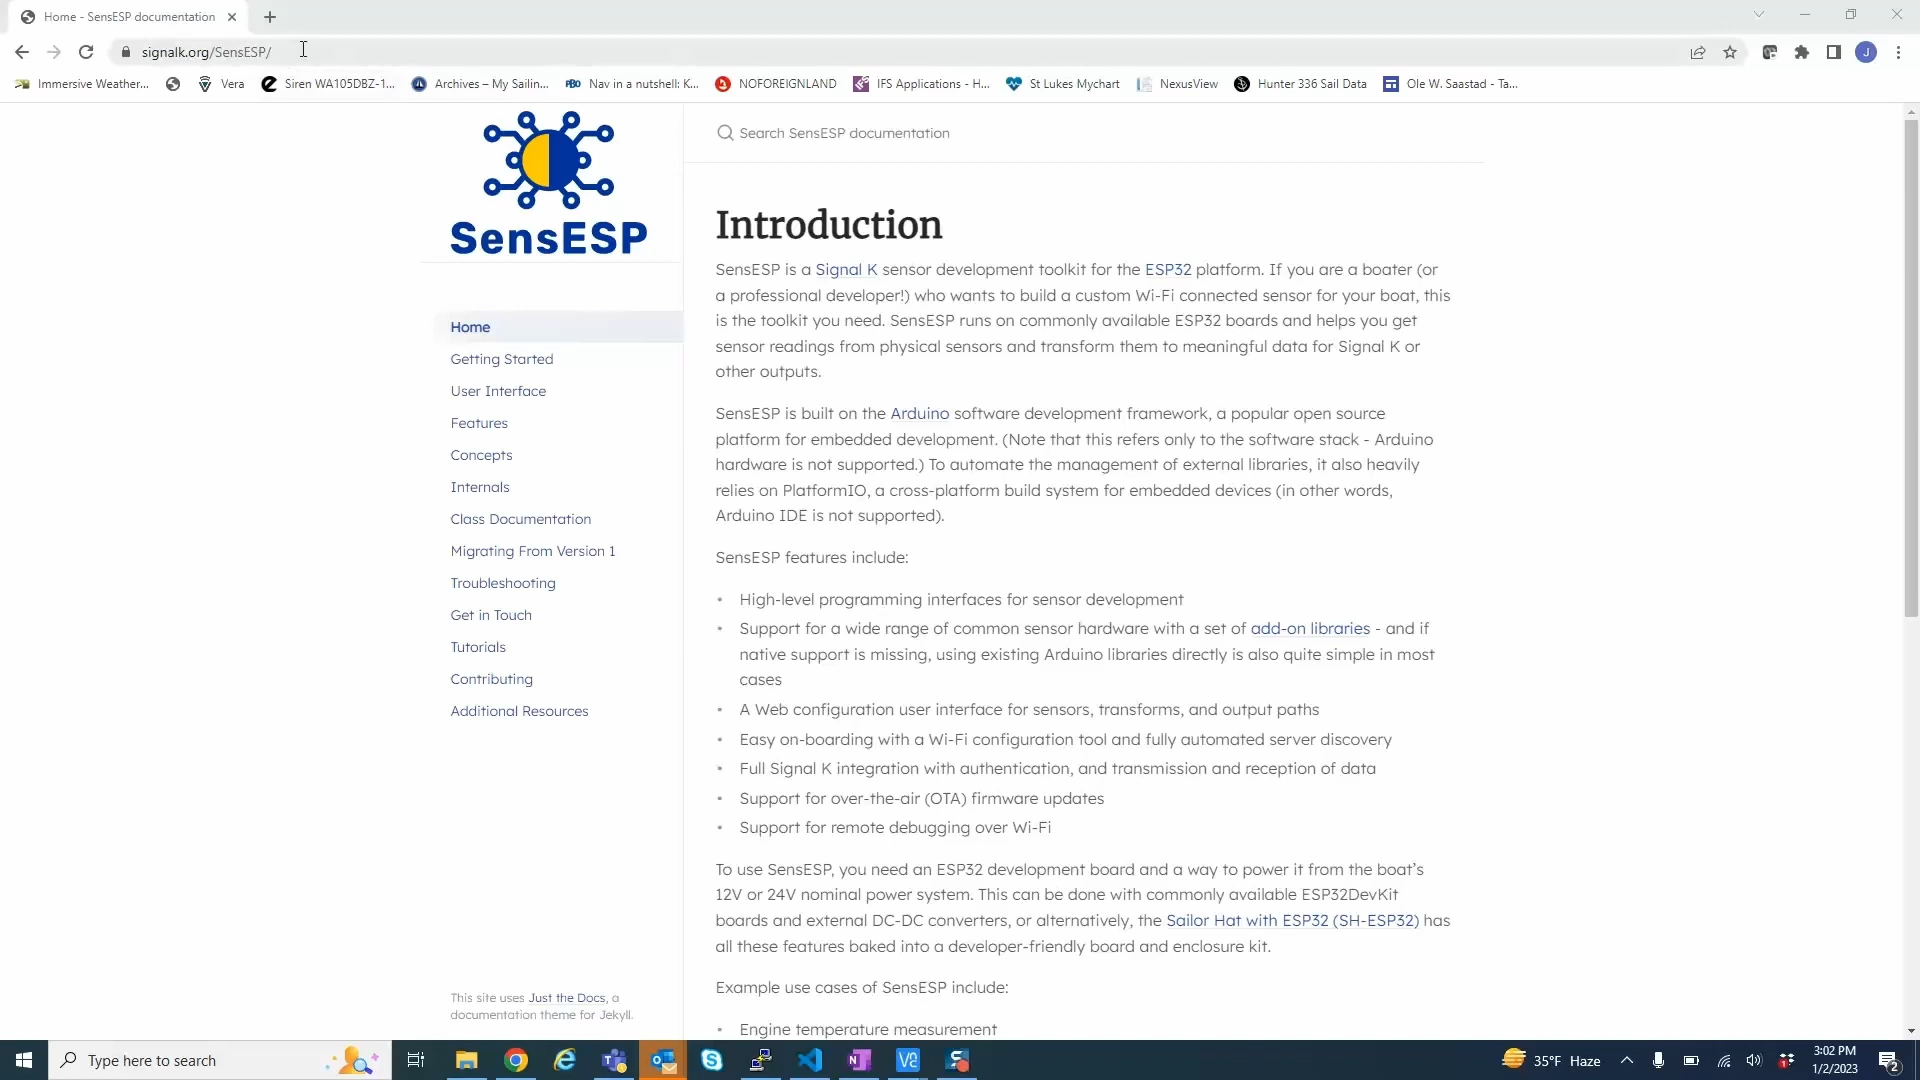 Home - SensESP documentation
signalk.org/SensESP/
J
Immersive Weather...
Vera
Siren WA105DBZ-1...
Archives – My Sailin...
PBO Nav in a nutshell: K...
NOFOREIGNLAND
IFS Applications - H...
St Lukes Mychart
NexusView
Hunter 336 Sail Data
Ole W. Saastad - Ta...
SensESP
Search SensESP documentation
Home
Getting Started
User Interface
Features
Concepts
Internals
Class Documentation
Migrating From Version 1
Troubleshooting
Get in Touch
Tutorials
Contributing
Additional Resources
This site uses Just the Docs, a
documentation theme for Jekyll.
Introduction
SensESP is a Signal K sensor development toolkit for the ESP32 platform. If you are a boater (or
a professional developer!) who wants to build a custom Wi-Fi connected sensor for your boat, this
is the toolkit you need. SensESP runs on commonly available ESP32 boards and helps you get
sensor readings from physical sensors and transform them to meaningful data for Signal K or
other outputs.
SensESP is built on the Arduino software development framework, a popular open source
platform for embedded development. (Note that this refers only to the software stack - Arduino
hardware is not supported.) To automate the management of external libraries, it also heavily
relies on PlatformIO, a cross-platform build system for embedded devices (in other words,
Arduino IDE is not supported).
SensESP features include:
• High-level programming interfaces for sensor development
• Support for a wide range of common sensor hardware with a set of add-on libraries - and if
native support is missing, using existing Arduino libraries directly is also quite simple in most
cases
• A Web configuration user interface for sensors, transforms, and output paths
• Easy on-boarding with a Wi-Fi configuration tool and fully automated server discovery
• Full Signal K integration with authentication, and transmission and reception of data
• Support for over-the-air (OTA) firmware updates
• Support for remote debugging over Wi-Fi
To use SensESP, you need an ESP32 development board and a way to power it from the boat's
12V or 24V nominal power system. This can be done with commonly available ESP32DevKit
boards and external DC-DC converters, or alternatively, the Sailor Hat with ESP32 (SH-ESP32) has
all these features baked into a developer-friendly board and enclosure kit.
Example use cases of SensESP include:
• Engine temperature measurement
Type here to search
35°F Haze
3:02 PM
1/2/2023
2